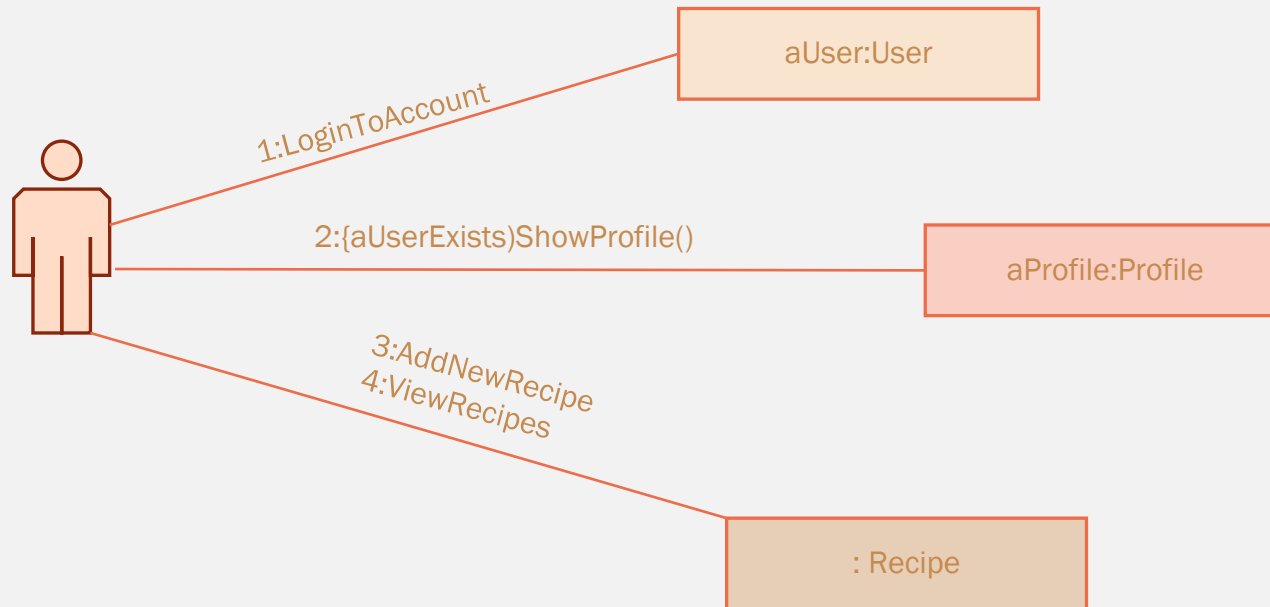 aUser:User
1:LoginToAccount
2:{aUserExists)ShowProfile()
aProfile:Profile
3:AddNewRecipe
4:ViewRecipes
: Recipe